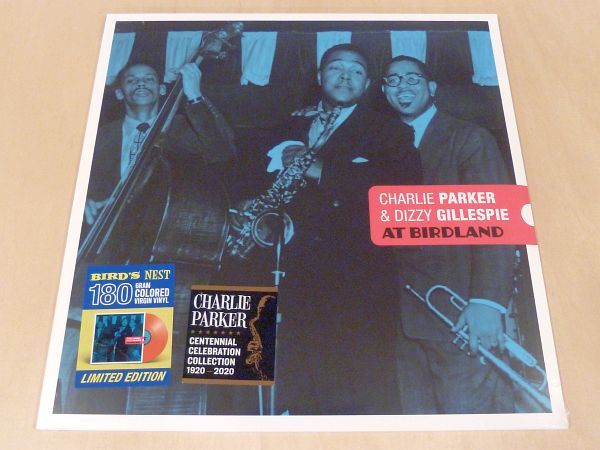 CHARLIE PARKER
& DIZZY GILLESPIE
AT BIRDLAND
BIRD'S NEST
180 GRAM
COLORED
VIRGIN VINYL
LIMITED EDITION
CHARLIE
PARKER
CENTENNIAL
CELEBRATION
COLLECTION
1920 - 2020